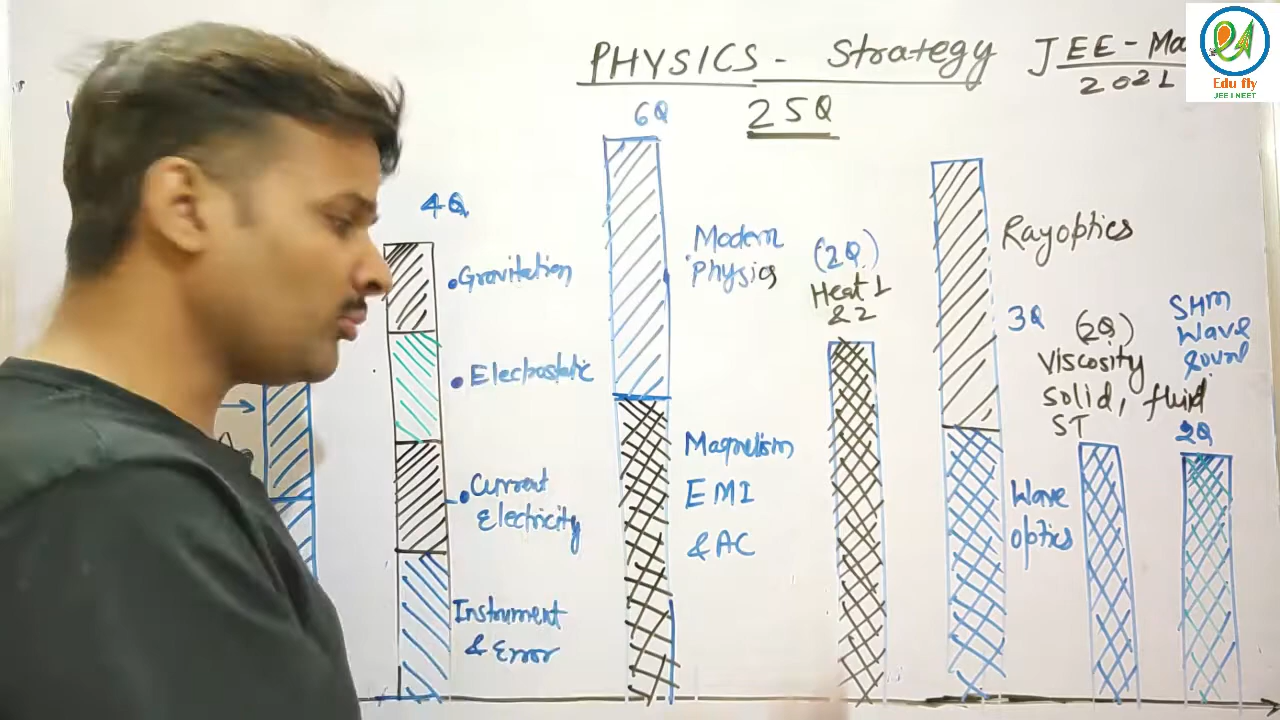 PHYSICS - Strategy JEE - Ma
2021
25Q
Edu fly
JEE I NEET
4Q
• Gravitation
• Electrostatic
• Current
Electricity
Instrument
& Error
6Q
Modern
Physics
Magnetism
EMI
& AC
(2Q)
Heat 1
& 2
Rayoptics
3Q
Wave
optics
(2Q)
Viscosity
Solid, fluid
ST
SHM
Wave
2Q